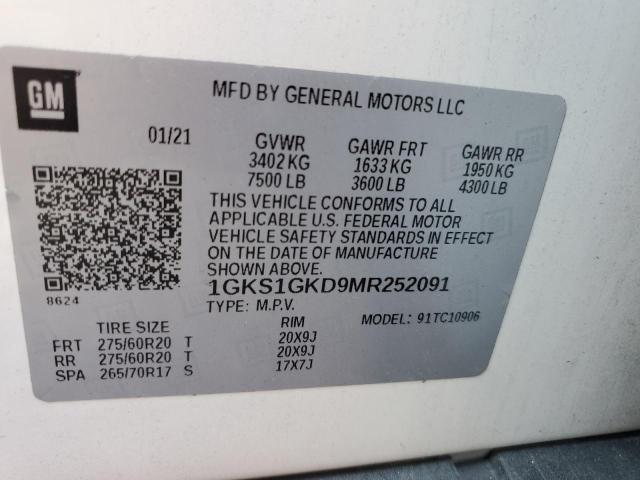 GM
MFD BY GENERAL MOTORS LLC
01/21 GVWR GAWR FRT GAWR RR
3402 KG 1633 KG 1950 KG
7500 LB 3600 LB 4300 LB
THIS VEHICLE CONFORMS TO ALL
APPLICABLE U.S. FEDERAL MOTOR
VEHICLE SAFETY STANDARDS IN EFFECT
ON THE DATE OF MANUFACTURE
SHOWN ABOVE.
8624 1GKS1GKD9MR252091
TYPE: M.P.V. MODEL: 91TC10906
TIRE SIZE RIM
FRT 275/60R20 T 20X9J
RR 275/60R20 T 20X9J
SPA 265/70R17 S 17X7J